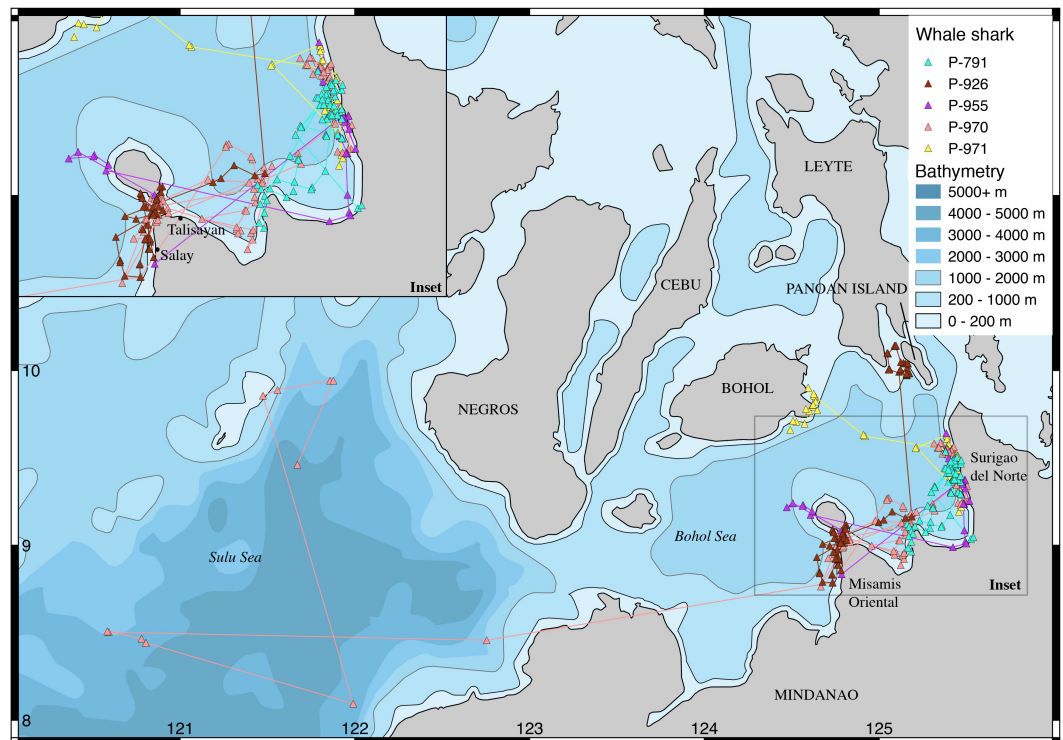 Whale shark
P-791
P-926
P-955
P-970
P-971
Bathymetry
5000+ m
4000 - 5000 m
3000 - 4000 m
2000 - 3000 m
1000 - 2000 m
200 - 1000 m
0 - 200 m
Talisayan
Salay
Inset
LEYTE
CEBU
PANOAN ISLAND
10
BOHOL
NEGROS
Surigao
del Norte
Bohol Sea
Sulu Sea
9
Inset
Misamis
Oriental
MINDANAO
8
121
122
123
124
125